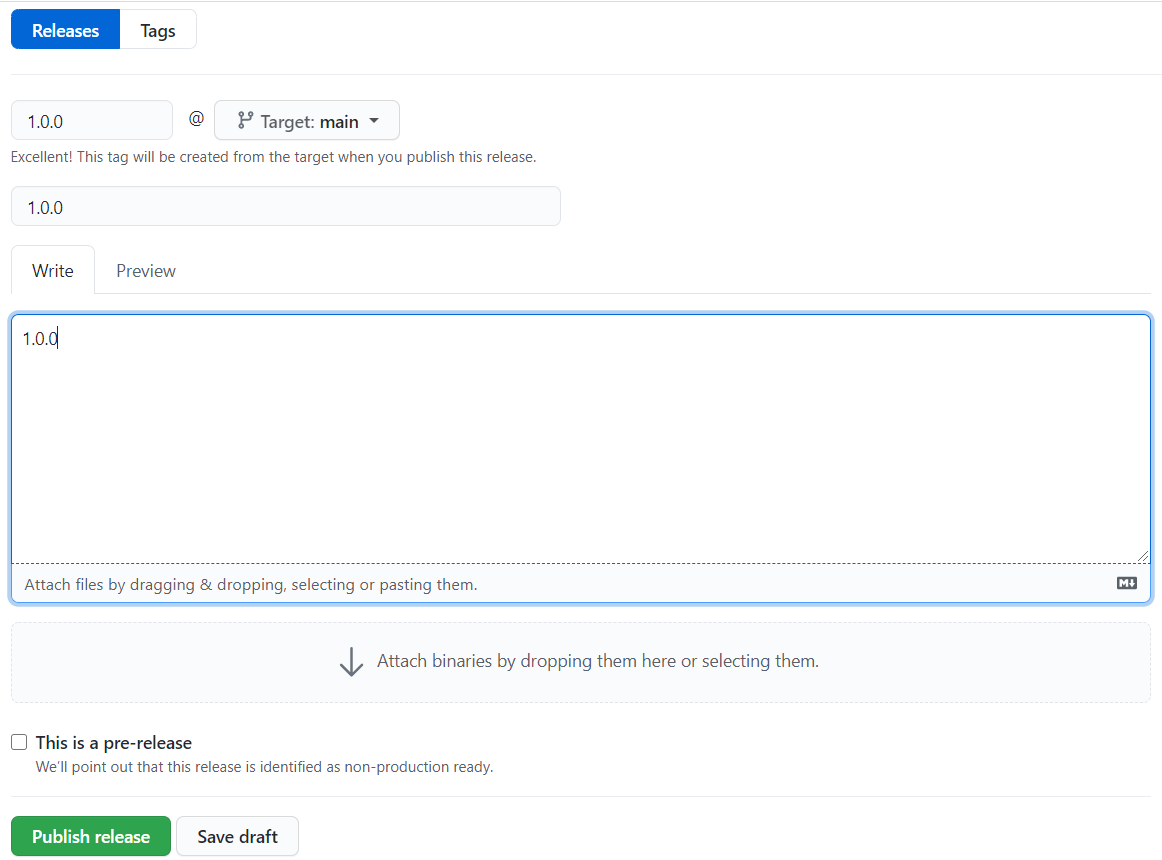 Releases Tags
1.0.0 @ Target: main
Excellent! This tag will be created from the target when you publish this release.
1.0.0
Write Preview
1.0.0
Attach files by dragging & dropping, selecting or pasting them.
Attach binaries by dropping them here or selecting them.
This is a pre-release
We’ll point out that this release is identified as non-production ready.
Publish release Save draft